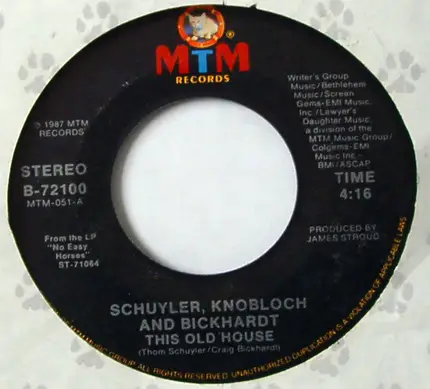 MTM
RECORDS
®
℗ 1987 MTM
RECORDS
STEREO
B-72100
MTM-051-A
From the LP
"No Easy
Horses"
ST-71064
Writer's Group
Music/Bethlehem
Music/Screen
Gems-EMI Music,
Inc./Lawyer's
Daughter Music,
a division of the
MTM Music Group/
Colgems-EMI
Music Inc.-
BMI/ASCAP
TIME
4:16
PRODUCED BY
JAMES STROUD
SCHUYLER, KNOBLOCH
AND BICKHARDT
THIS OLD HOUSE
(Thom Schuyler/Craig Bickhardt)
MUSIC GROUP. ALL RIGHTS RESERVED. UNAUTHORIZED DUPLICATION IS A VIOLATION OF APPLICABLE LAWS